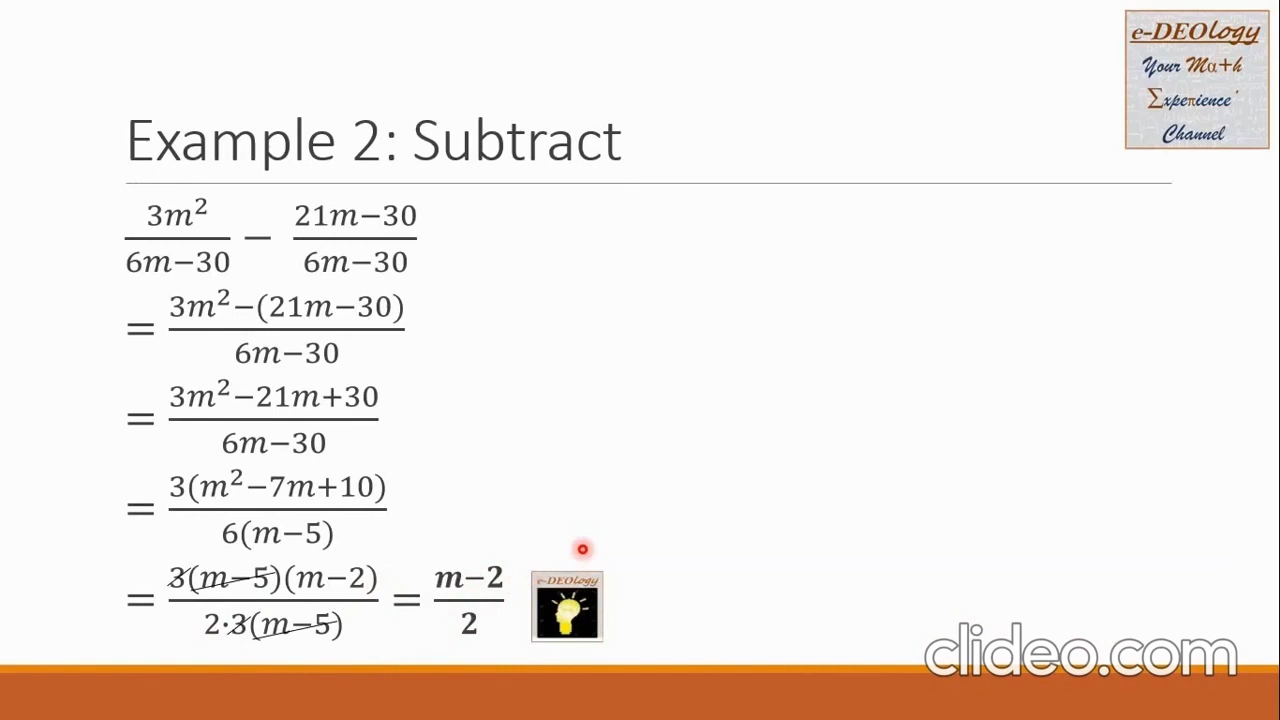 e-DEOlogy
Your Mα+h
Σxpeπience'
Channel
Example 2: Subtract
3m²/(6m−30) − (21m−30)/(6m−30)
= (3m²−(21m−30))/(6m−30)
= (3m²−21m+30)/(6m−30)
= 3(m²−7m+10)/6(m−5)
= 3(m−5)(m−2)/2·3(m−5) = m−2/2
e-DEOlogy
clideo.com